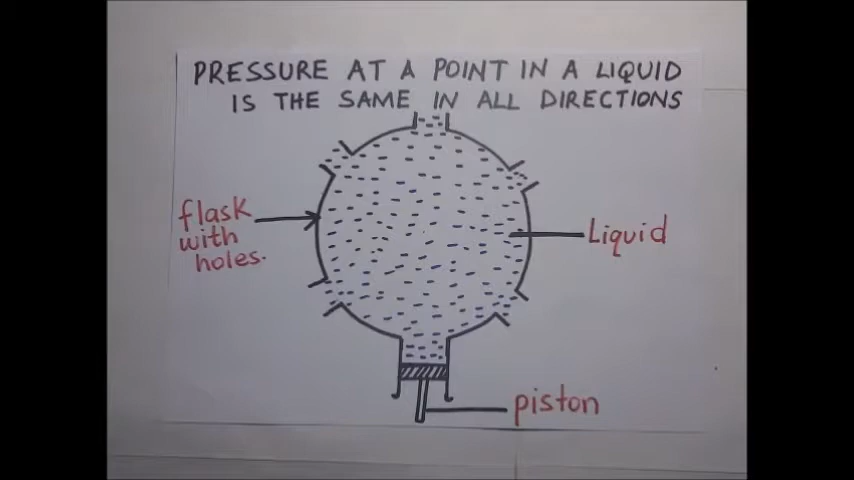 PRESSURE AT A POINT IN A LIQUID
IS THE SAME IN ALL DIRECTIONS
flask
with
holes.
Liquid
piston